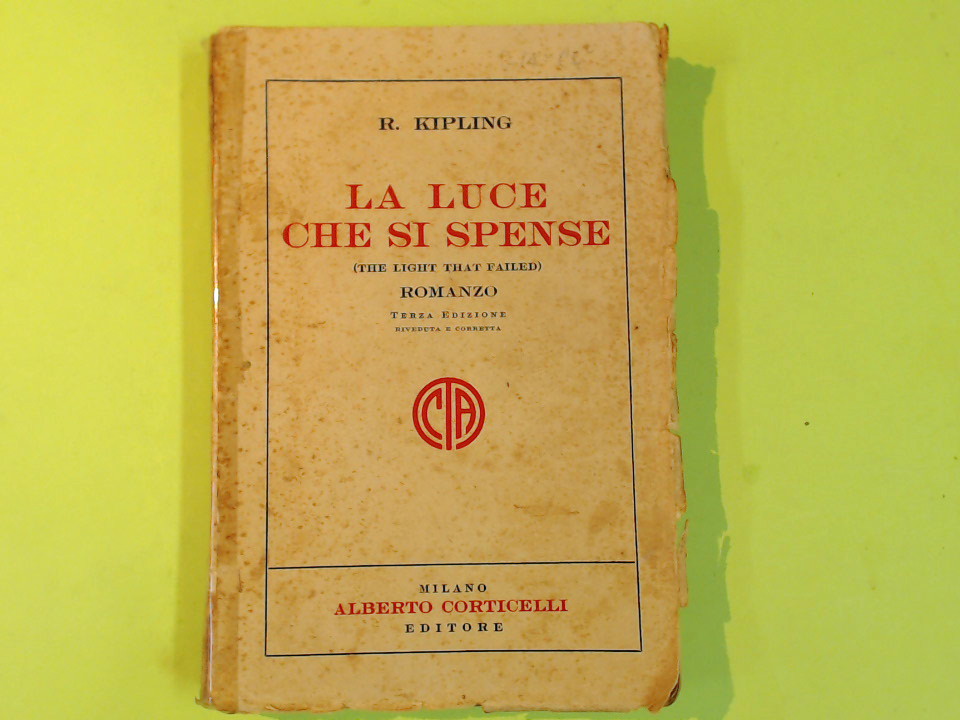 R. KIPLING
LA LUCE
CHE SI SPENSE
(THE LIGHT THAT FAILED)
ROMANZO
TERZA EDIZIONE
RIVEDUTA E CORRETTA
CTA
MILANO
ALBERTO CORTICELLI
EDITORE